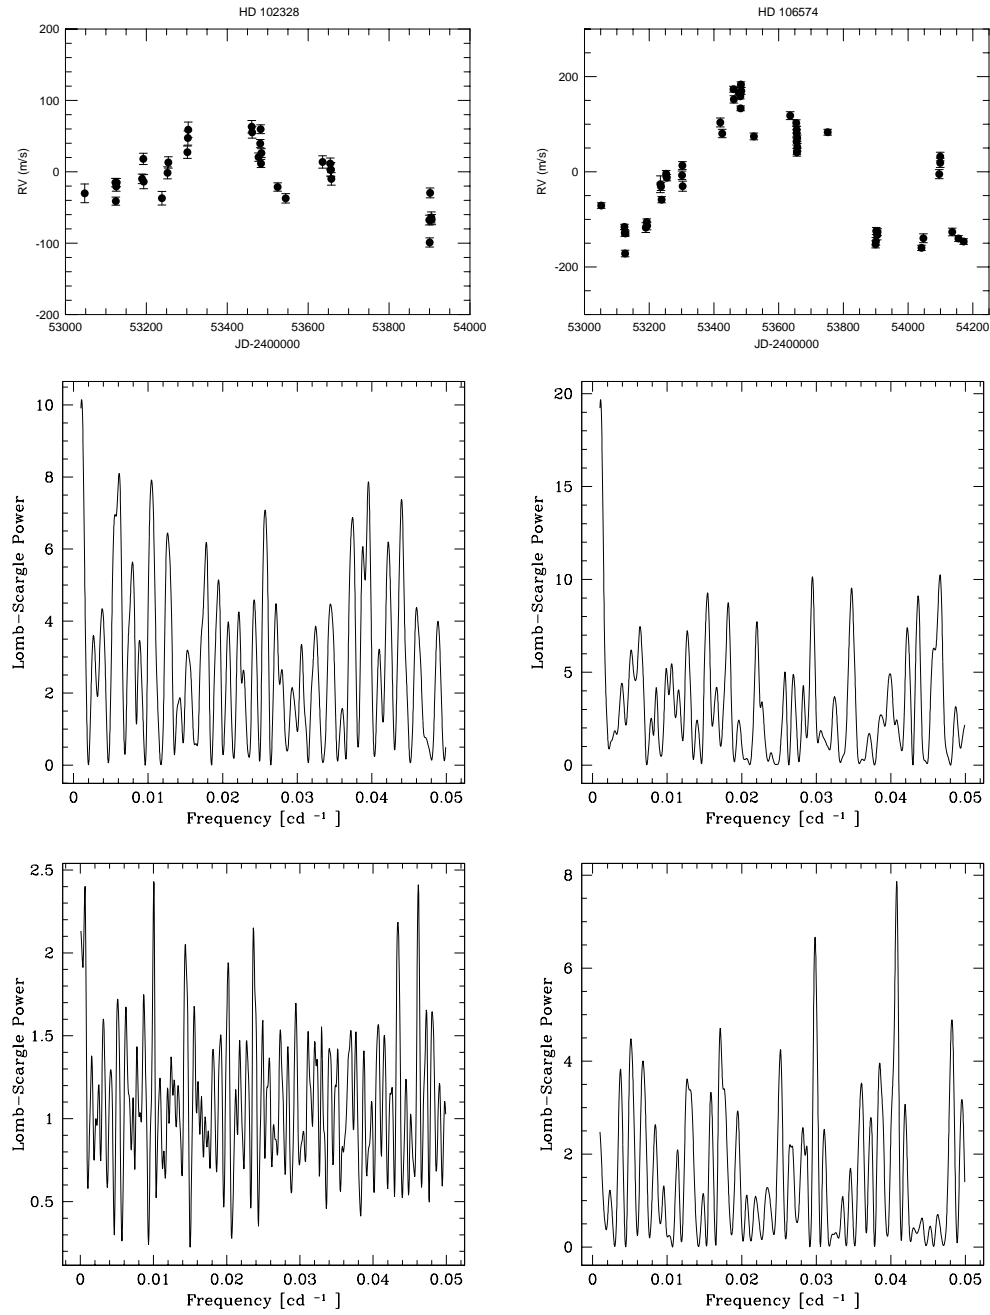 HD 102328
HD 106574
200
100
0
-100
-200
RV (m/s)
53000 53200 53400 53600 53800 54000
JD-2400000
200
0
-200
RV (m/s)
53000 53200 53400 53600 53800 54000 54200
JD-2400000
10
8
6
4
2
0
Lomb-Scargle Power
0 0.01 0.02 0.03 0.04 0.05
Frequency [cd ⁻¹ ]
20
15
10
5
0
Lomb-Scargle Power
0 0.01 0.02 0.03 0.04 0.05
Frequency [cd ⁻¹ ]
2.5
2
1.5
1
0.5
Lomb-Scargle Power
0 0.01 0.02 0.03 0.04 0.05
Frequency [cd ⁻¹ ]
8
6
4
2
0
Lomb-Scargle Power
0 0.01 0.02 0.03 0.04 0.05
Frequency [cd ⁻¹ ]